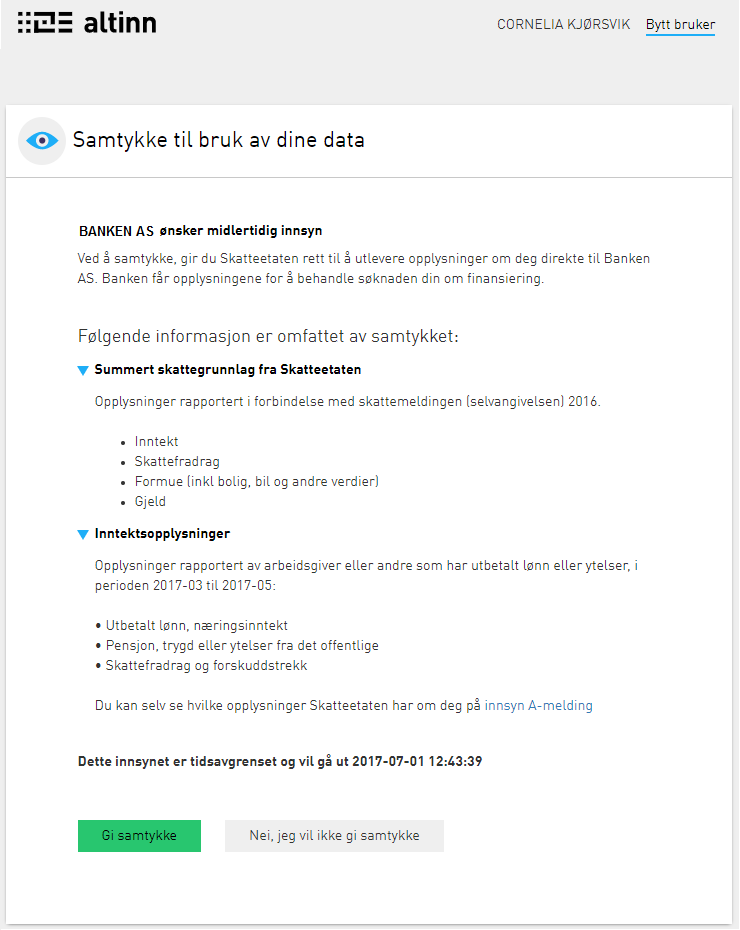 altinn
CORNELIA KJØRSVIK Bytt bruker
Samtykke til bruk av dine data
BANKEN AS ønsker midlertidig innsyn
Ved å samtykke, gir du Skatteetaten rett til å utlevere opplysninger om deg direkte til Banken
AS. Banken får opplysningene for å behandle søknaden din om finansiering.
Følgende informasjon er omfattet av samtykket:
Summert skattegrunnlag fra Skatteetaten
Opplysninger rapportert i forbindelse med skattemeldingen (selvangivelsen) 2016.
• Inntekt
• Skattefradrag
• Formue (inkl bolig, bil og andre verdier)
• Gjeld
Inntektsopplysninger
Opplysninger rapportert av arbeidsgiver eller andre som har utbetalt lønn eller ytelser, i
perioden 2017-03 til 2017-05:
• Utbetalt lønn, næringsinntekt
• Pensjon, trygd eller ytelser fra det offentlige
• Skattefradrag og forskuddstrekk
Du kan selv se hvilke opplysninger Skatteetaten har om deg på innsyn A-melding
Dette innsynet er tidsavgrenset og vil gå ut 2017-07-01 12:43:39
Gi samtykke Nei, jeg vil ikke gi samtykke